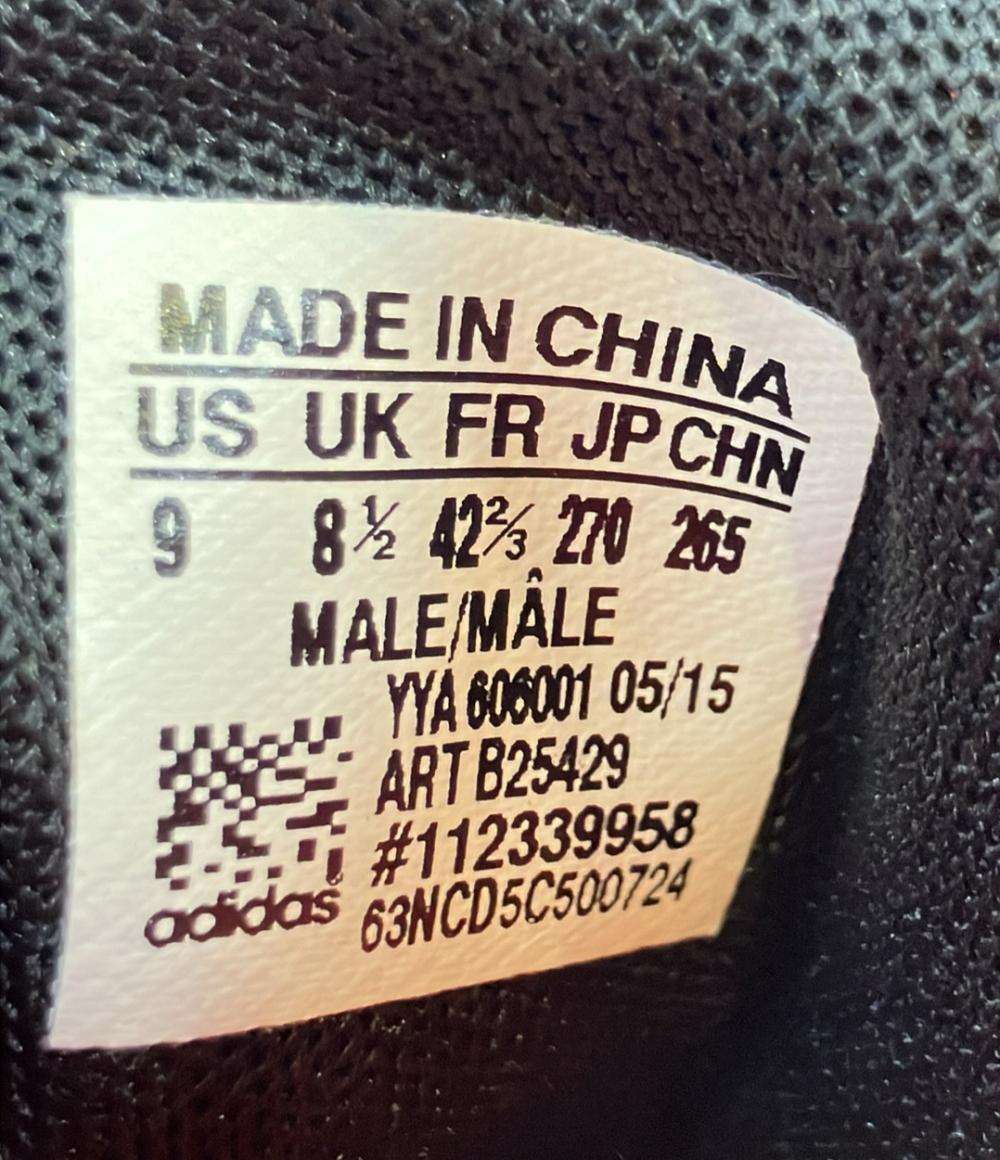 MADE IN CHINA
US UK FR JP CHN
9 8½ 42⅔ 270 265
MALE/MÂLE
YYA 606001 05/15
ART B25429
#112339958
adidas 63NCD5C500724